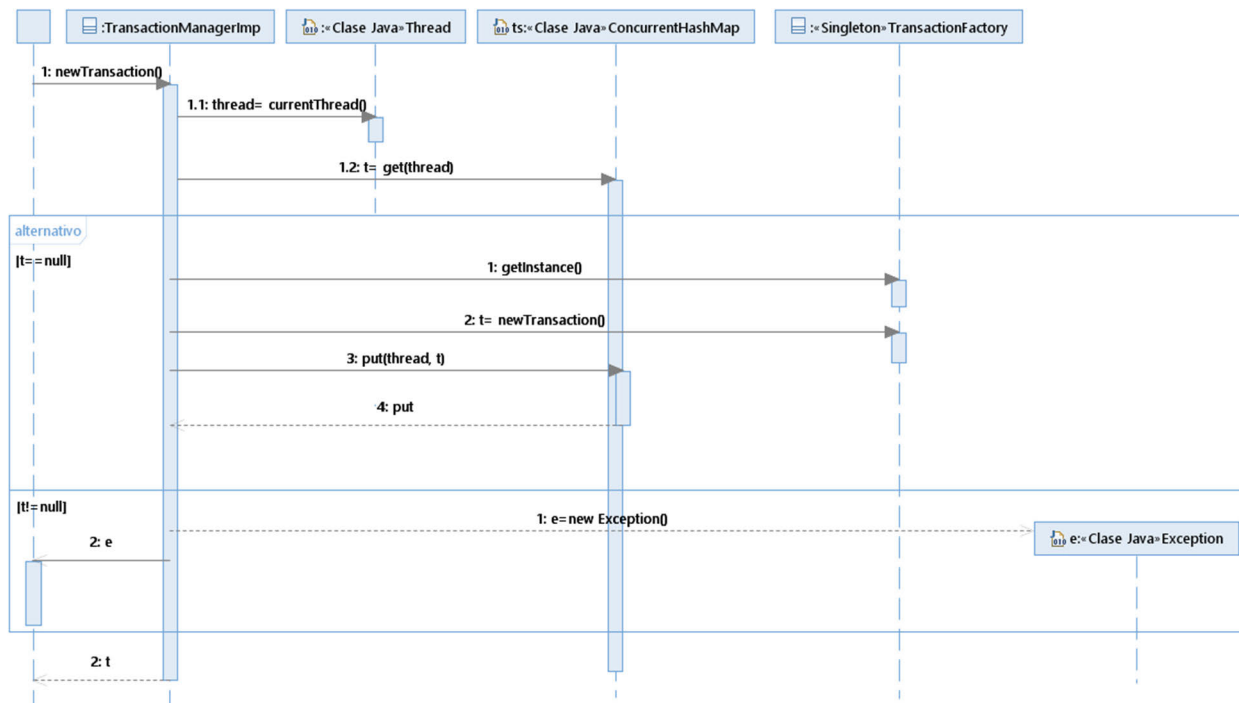 :TransactionManagerImp
:«Clase Java»Thread
ts:«Clase Java»ConcurrentHashMap
:«Singleton»TransactionFactory
1: newTransaction()
1.1: thread= currentThread()
1.2: t= get(thread)
alternativo
[t==null]
1: getInstance()
2: t= newTransaction()
3: put(thread, t)
4: put
[t!=null]
1: e=new Exception()
e:«Clase Java»Exception
2: e
2: t